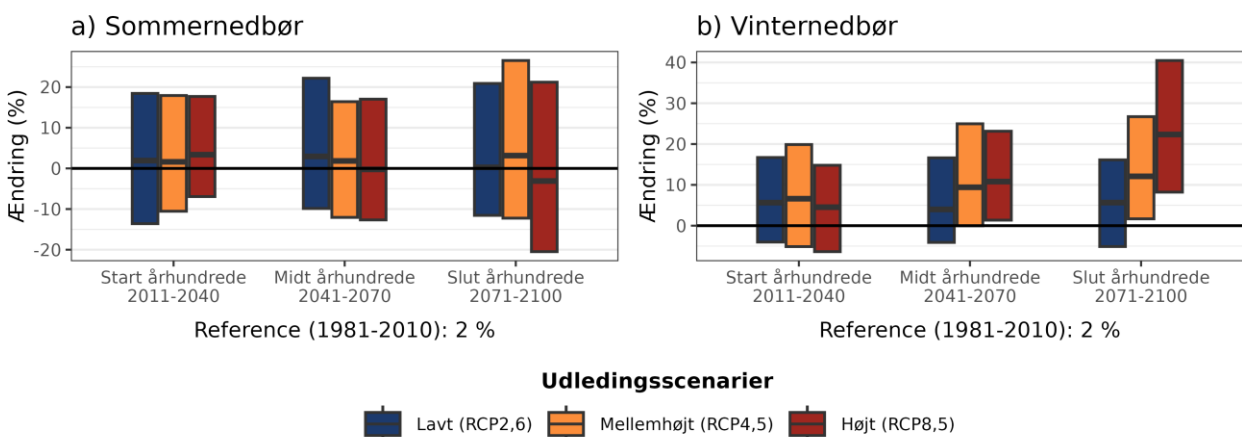 a) Sommernedbør
b) Vinternedbør
Ændring (%)
20
10
0
-10
-20
Start århundrede
2011-2040
Midt århundrede
2041-2070
Slut århundrede
2071-2100
Reference (1981-2010): 2 %
Ændring (%)
40
30
20
10
0
Start århundrede
2011-2040
Midt århundrede
2041-2070
Slut århundrede
2071-2100
Reference (1981-2010): 2 %
Udledingsscenarier
Lavt (RCP2,6)
Mellemhøjt (RCP4,5)
Højt (RCP8,5)